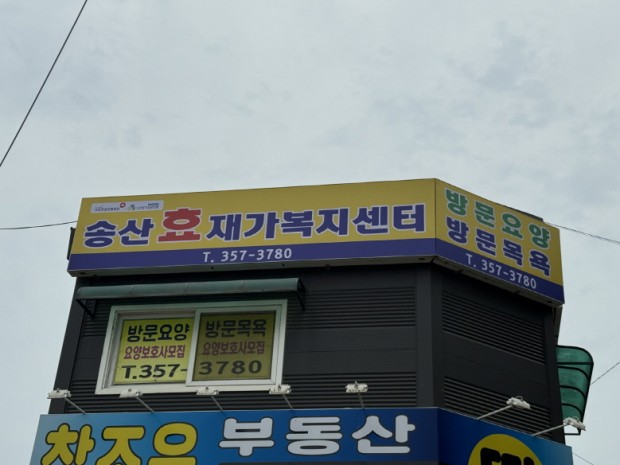 송산 효 재가복지센터
T. 357-3780
방문요양
방문목욕
T. 357-3780
방문요양 방문목욕
요양보호사모집 요양보호사모집
T.357-3780
부동산